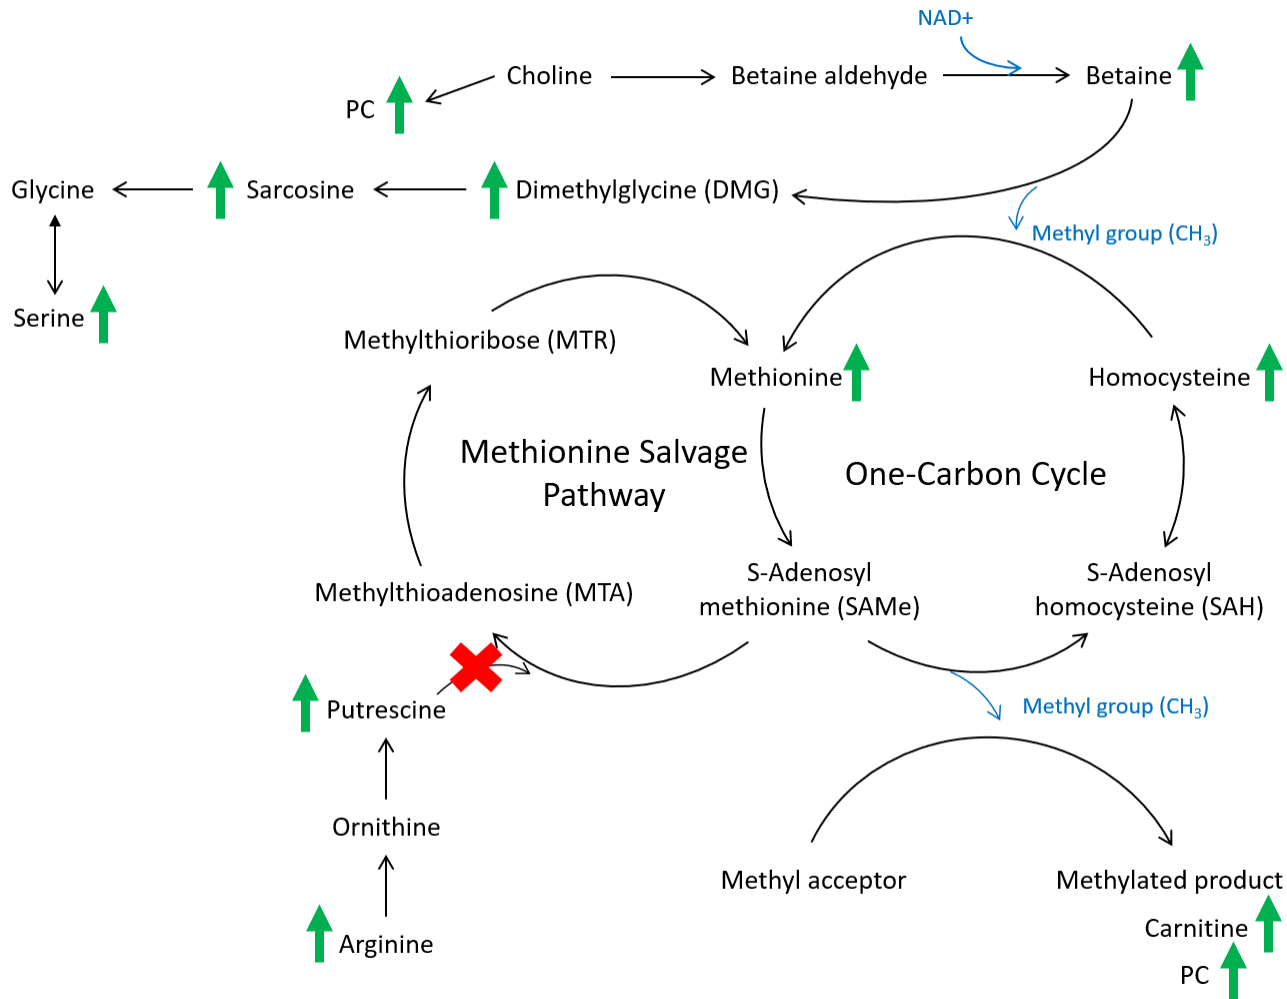 NAD+
Choline
Betaine aldehyde
Betaine
PC
Glycine
Sarcosine
Dimethylglycine (DMG)
Methyl group (CH₃)
Serine
Methylthioribose (MTR)
Methionine
Homocysteine
Methionine Salvage
Pathway
One-Carbon Cycle
S-Adenosyl
methionine (SAMe)
S-Adenosyl
homocysteine (SAH)
Methylthioadenosine (MTA)
Putrescine
Methyl group (CH₃)
Ornithine
Methyl acceptor
Methylated product
Carnitine
Arginine
PC